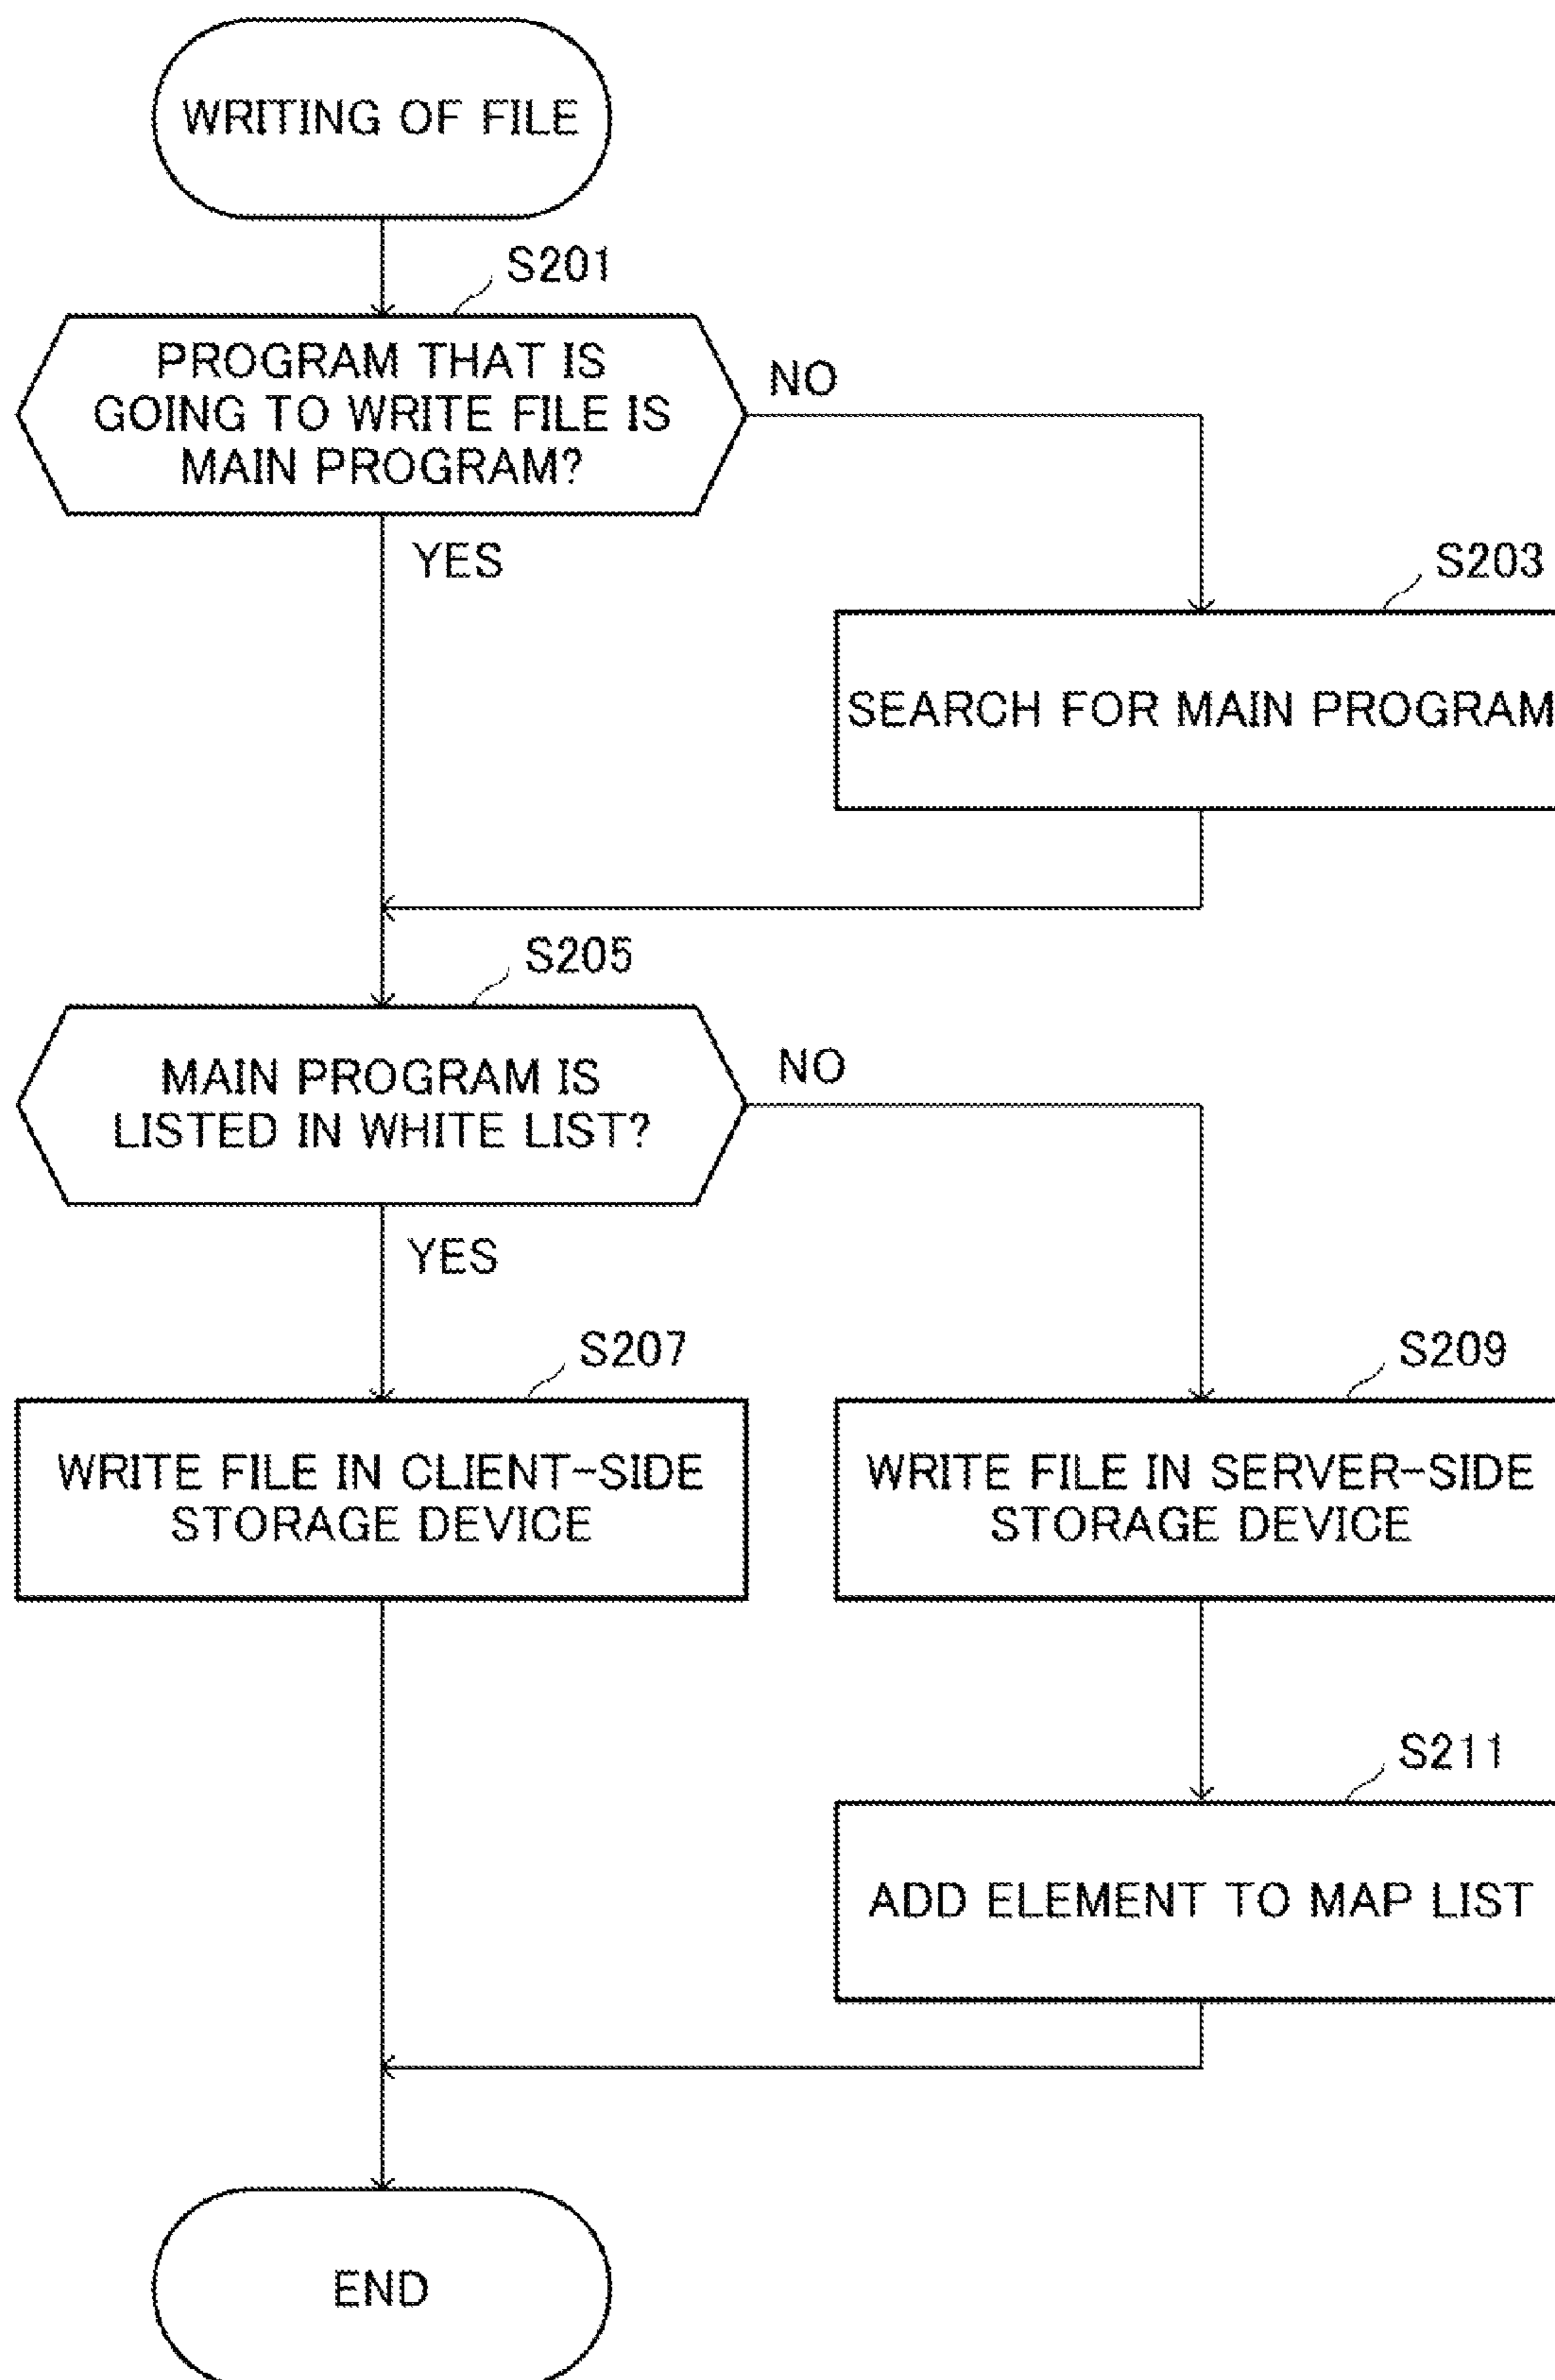 WRITING OF FILE
S201
PROGRAM THAT IS
GOING TO WRITE FILE IS
MAIN PROGRAM?
NO
YES
S203
SEARCH FOR MAIN PROGRAM
S205
MAIN PROGRAM IS
LISTED IN WHITE LIST?
NO
YES
S207
WRITE FILE IN CLIENT-SIDE
STORAGE DEVICE
S209
WRITE FILE IN SERVER-SIDE
STORAGE DEVICE
S211
ADD ELEMENT TO MAP LIST
END